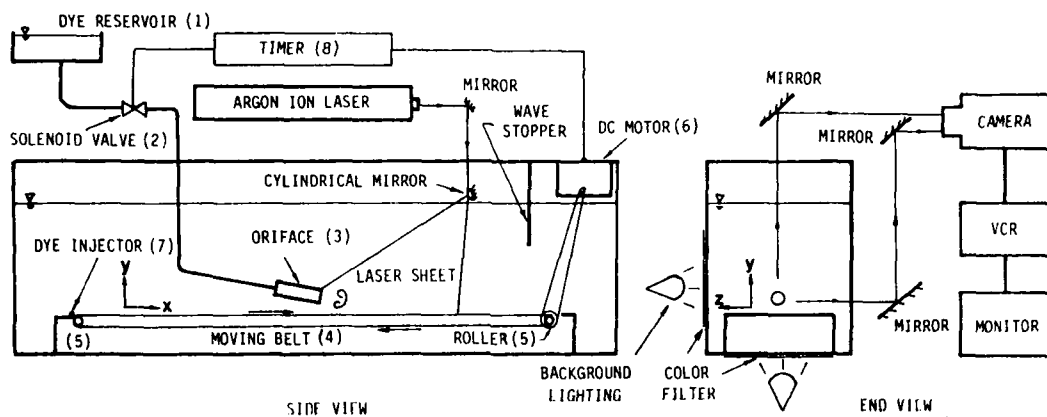 DYE RESERVOIR (1)
TIMER (8)
MIRROR
ARGON ION LASER
WAVE
STOPPER
DC MOTOR (6)
SOLENOID VALVE (2)
CYLINDRICAL MIRROR
ORIFACE (3)
DYE INJECTOR (7)
LASER SHEET
y
x
(5)
MOVING BELT (4)
ROLLER (5)
SIDE VIEW
MIRROR
MIRROR
CAMERA
VCR
y
z
MIRROR
MONITOR
BACKGROUND
LIGHTING
COLOR
FILTER
END VIEW